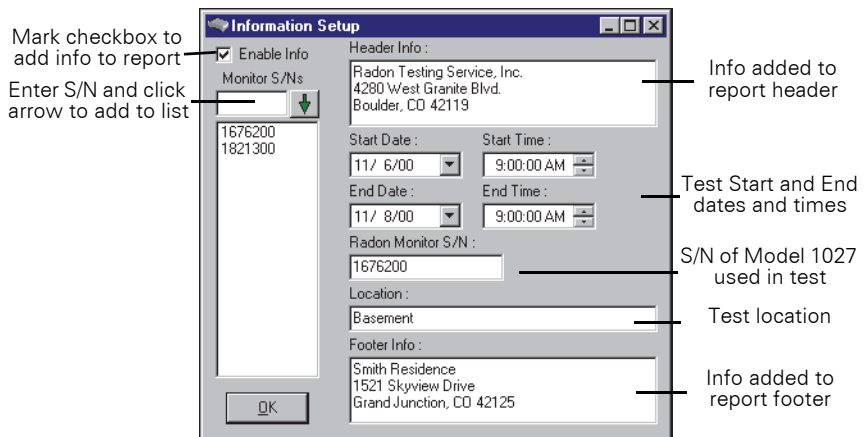 Information Setup
Mark checkbox to
add info to report
Enable Info
Monitor S/Ns
Enter S/N and click
arrow to add to list
1676200
1821300
OK
Header Info :
Radon Testing Service, Inc.
4280 West Granite Blvd.
Boulder, CO 42119
Info added to
report header
Start Date :
Start Time :
11/ 6/00
9:00:00 AM
End Date :
End Time :
11/ 8/00
9:00:00 AM
Test Start and End
dates and times
Radon Monitor S/N :
1676200
S/N of Model 1027
used in test
Location :
Basement
Test location
Footer Info :
Smith Residence
1521 Skyview Drive
Grand Junction, CO 42125
Info added to
report footer